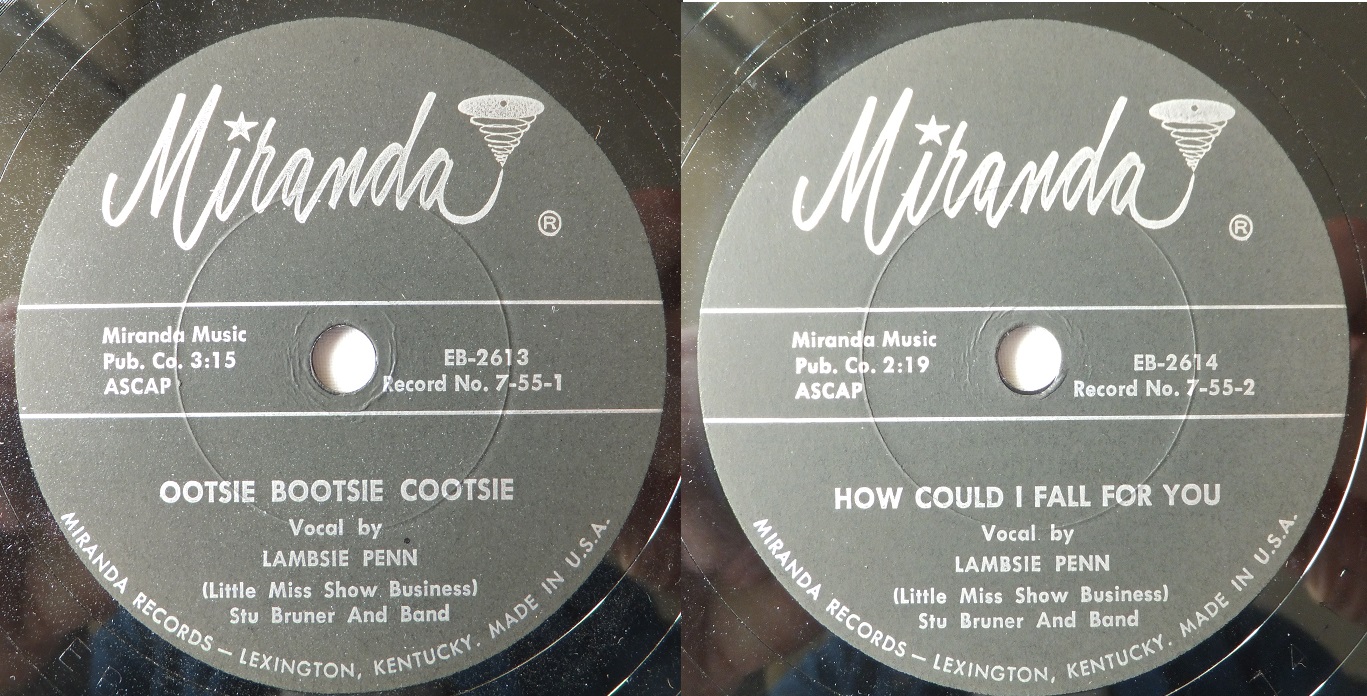 Miranda
®
Miranda Music
Pub. Co. 3:15
ASCAP
EB-2613
Record No. 7-55-1
OOTSIE BOOTSIE COOTSIE
Vocal by
LAMBSIE PENN
(Little Miss Show Business)
Stu Bruner And Band
MIRANDA RECORDS — LEXINGTON, KENTUCKY. MADE IN U.S.A.
Miranda
®
Miranda Music
Pub. Co. 2:19
ASCAP
EB-2614
Record No. 7-55-2
HOW COULD I FALL FOR YOU
Vocal by
LAMBSIE PENN
(Little Miss Show Business)
Stu Bruner And Band
MIRANDA RECORDS — LEXINGTON, KENTUCKY. MADE IN U.S.A.